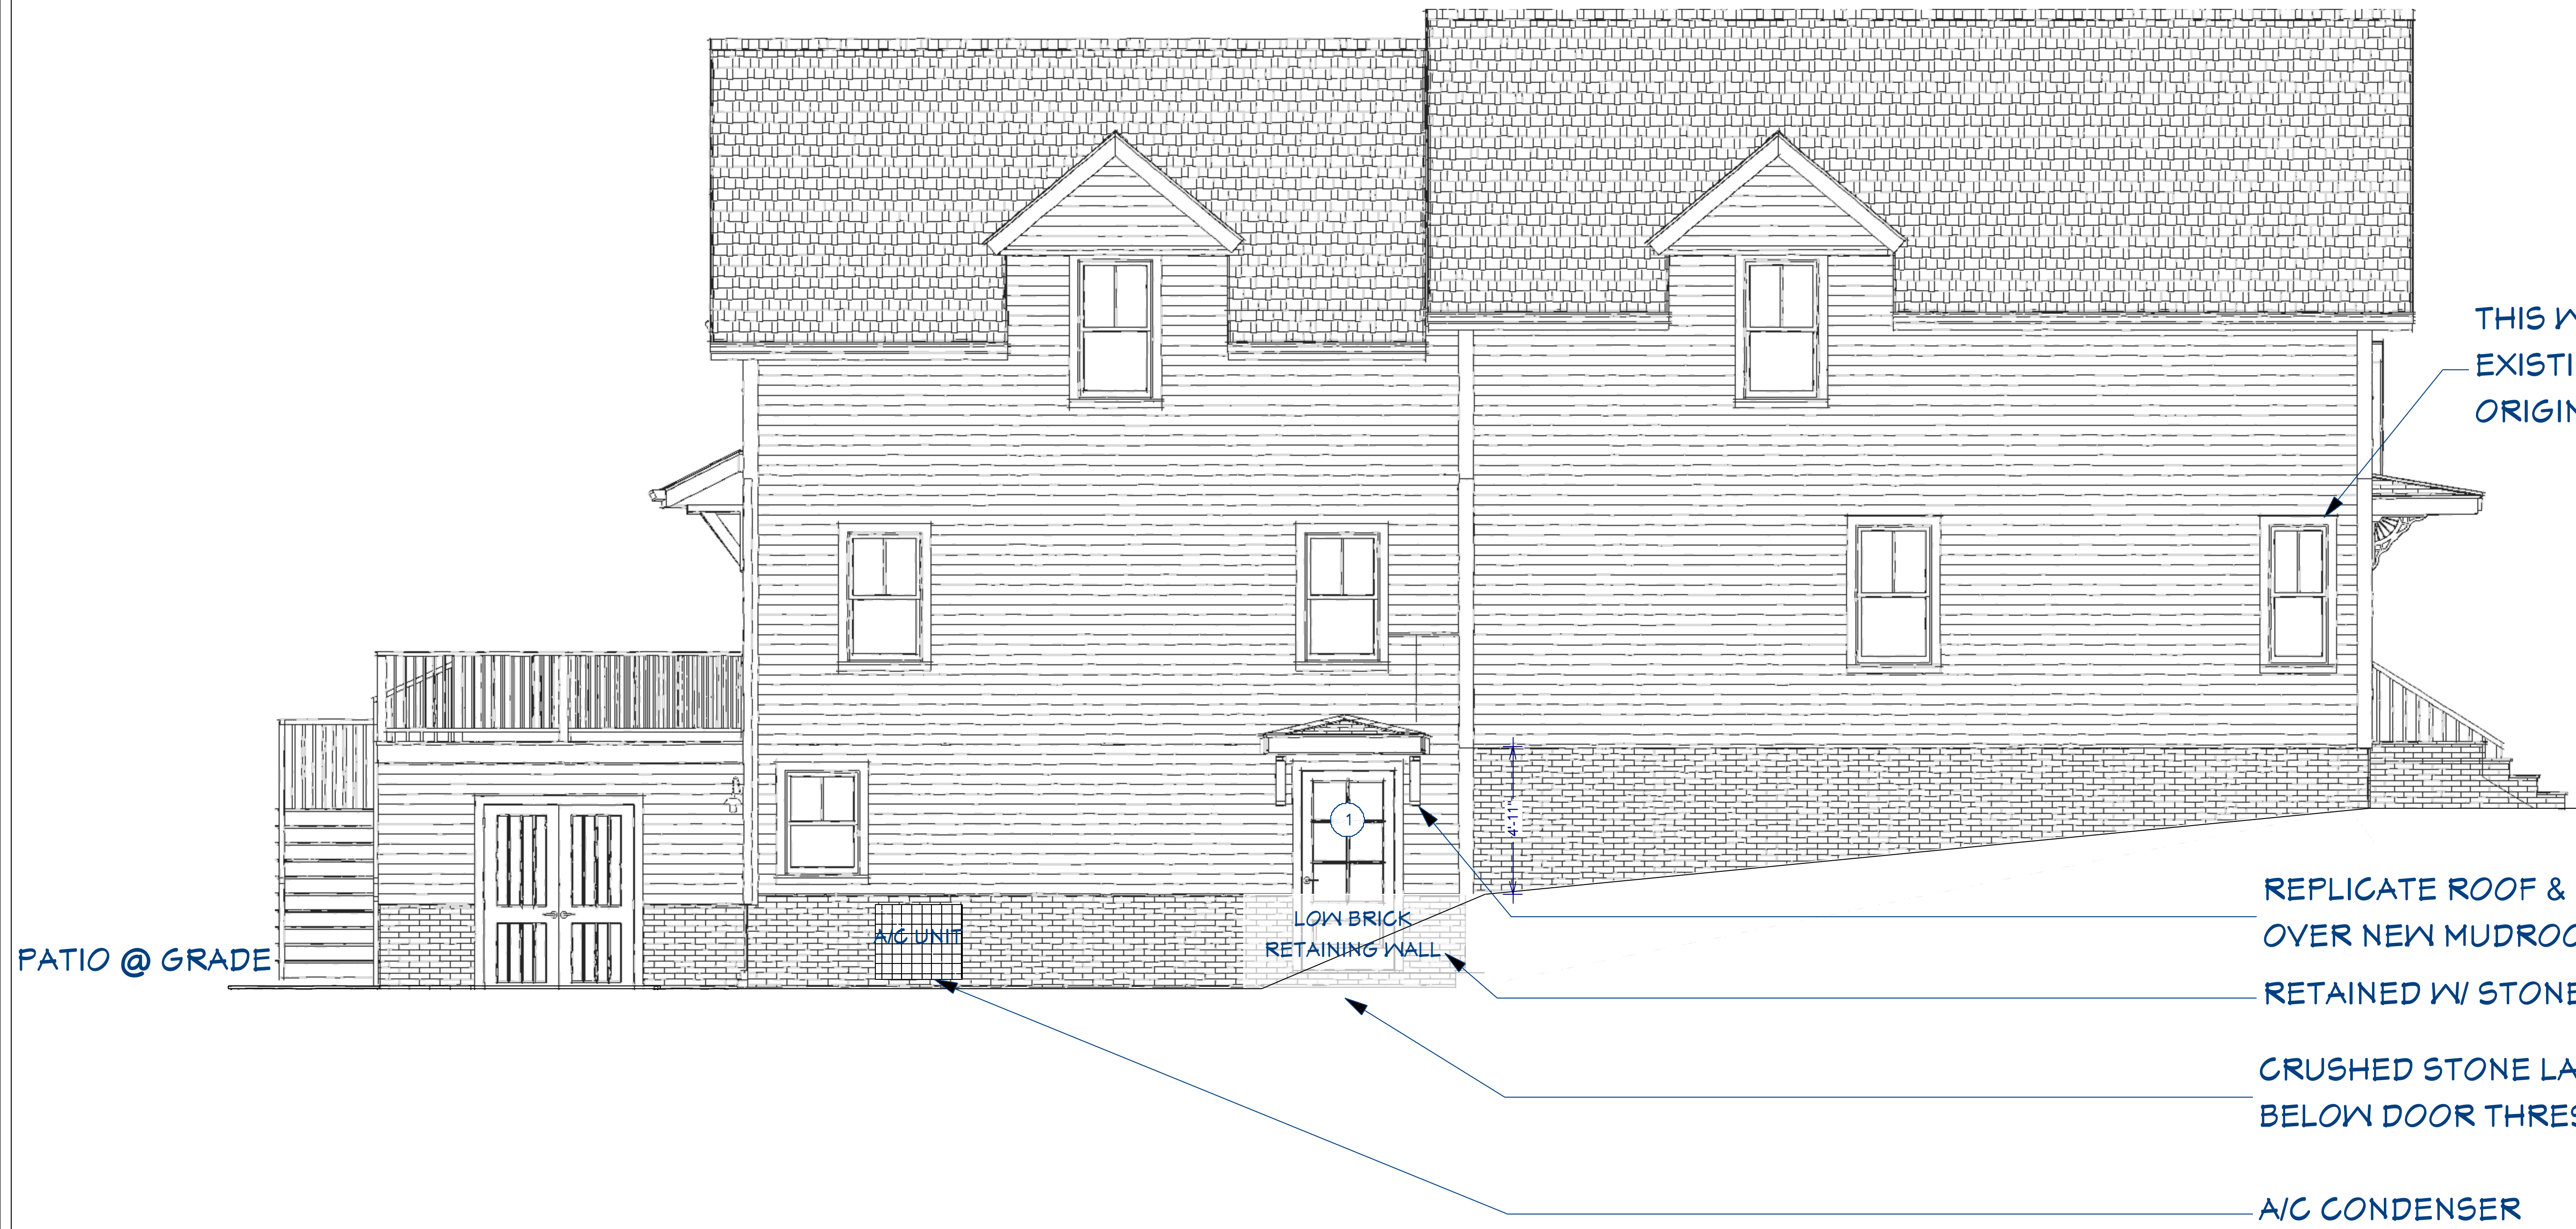 THIS W
EXISTI
ORIGIN
4'-11"
1
LOW BRICK
RETAINING WALL
A/C UNIT
PATIO @ GRADE
REPLICATE ROOF &
OVER NEW MUDROO
RETAINED W/ STONE
CRUSHED STONE LA
BELOW DOOR THRES
A/C CONDENSER